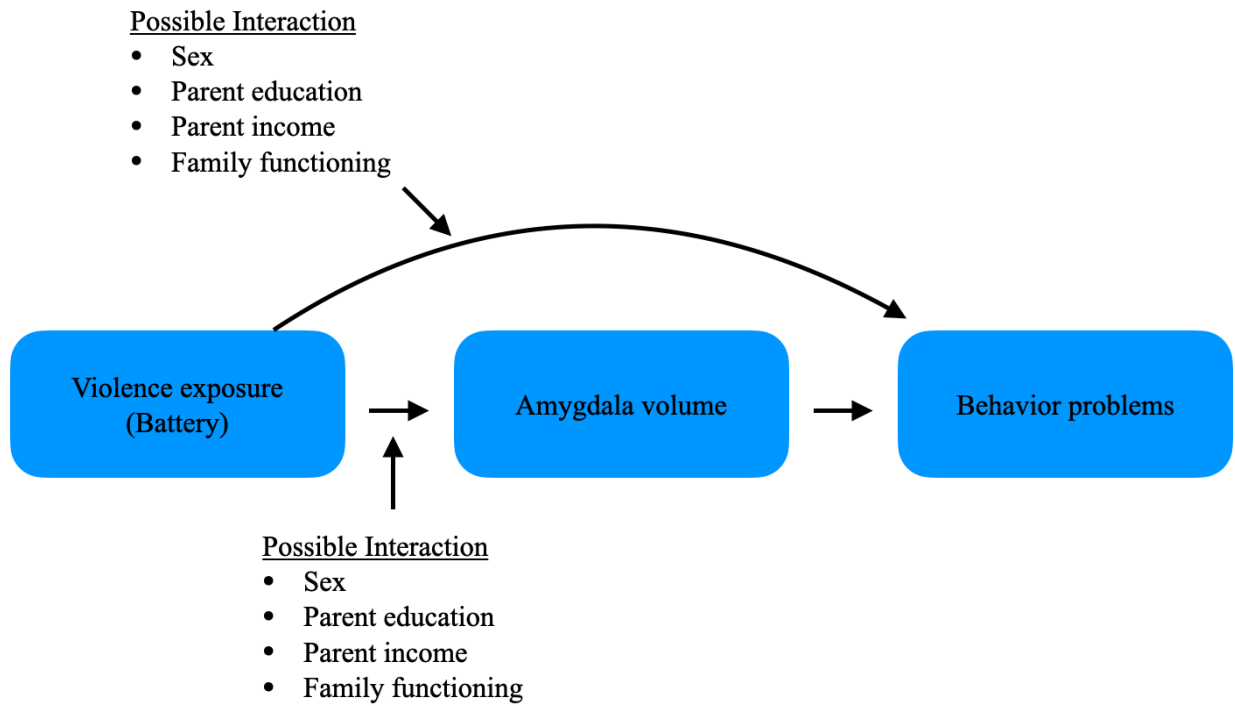 Possible Interaction
• Sex
• Parent education
• Parent income
• Family functioning
Violence exposure
(Battery)
Amygdala volume
Behavior problems
Possible Interaction
• Sex
• Parent education
• Parent income
• Family functioning